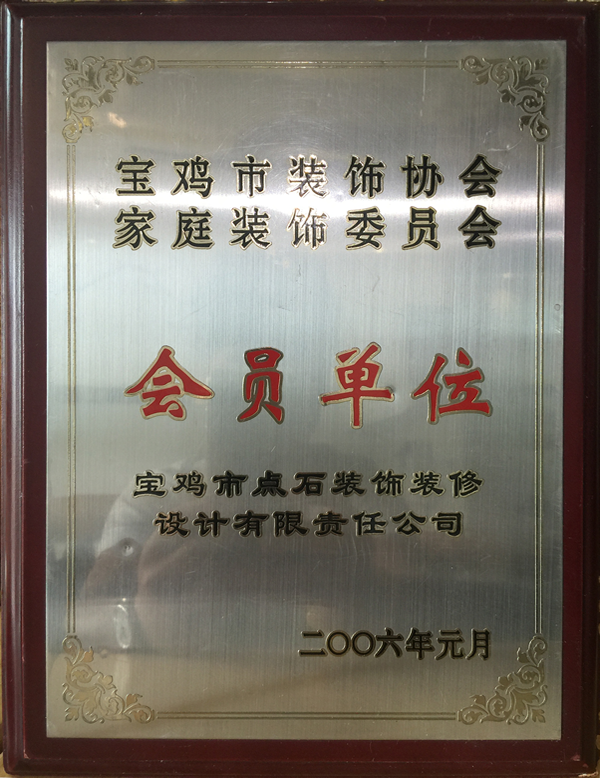 宝鸡市装饰协会
家庭装饰委员会
会员单位
宝鸡市点石装饰装修
设计有限责任公司
二〇〇六年元月